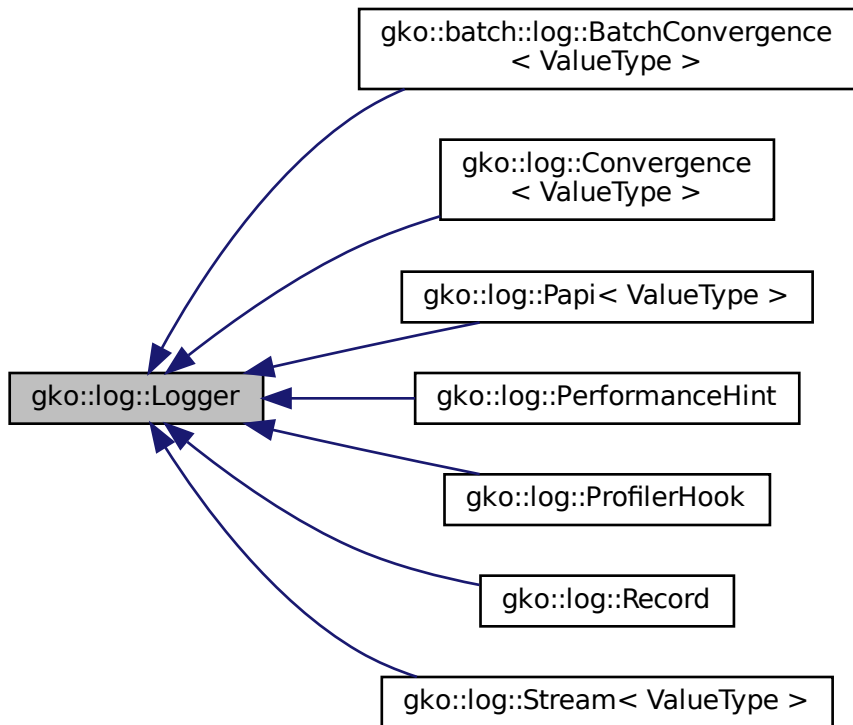 gko::batch::log::BatchConvergence
< ValueType >
gko::log::Convergence
< ValueType >
gko::log::Papi< ValueType >
gko::log::Logger
gko::log::PerformanceHint
gko::log::ProfilerHook
gko::log::Record
gko::log::Stream< ValueType >